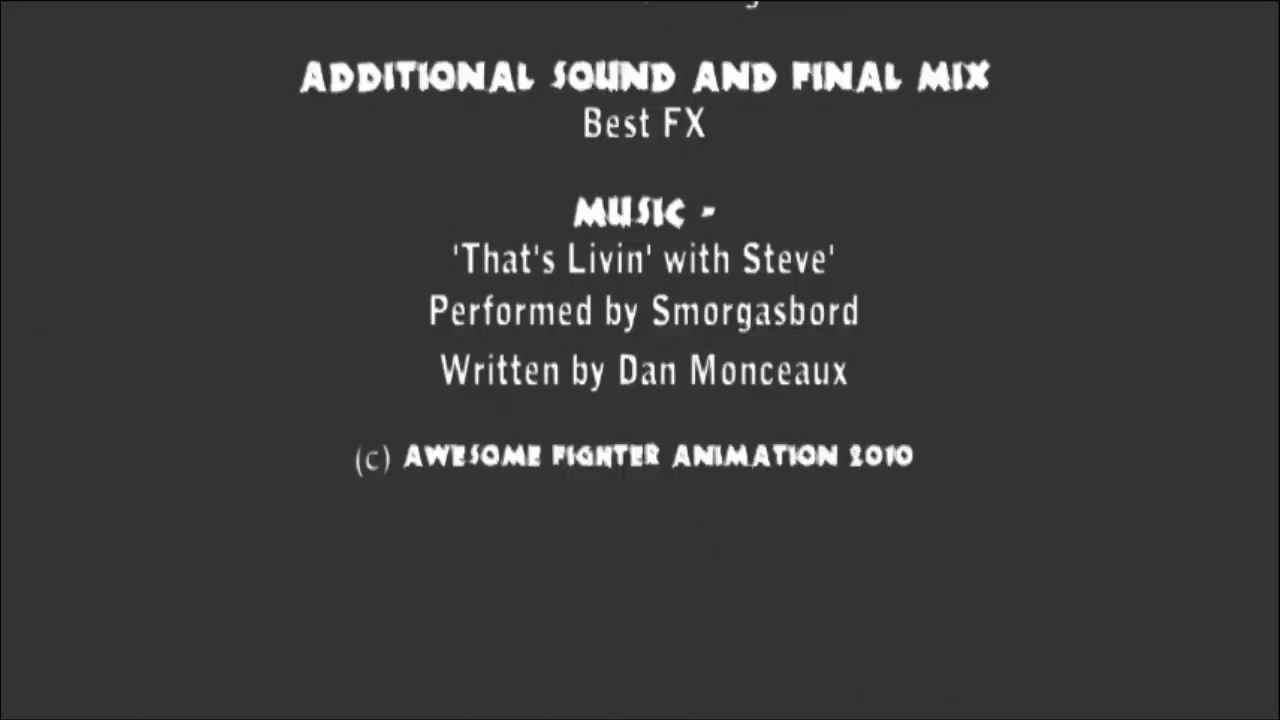 ADDITIONAL SOUND AND FINAL MIX
Best FX
MUSIC -
'That's Livin' with Steve'
Performed by Smorgasbord
Written by Dan Monceaux
(c) AWESOME FIGHTER ANIMATION 2010